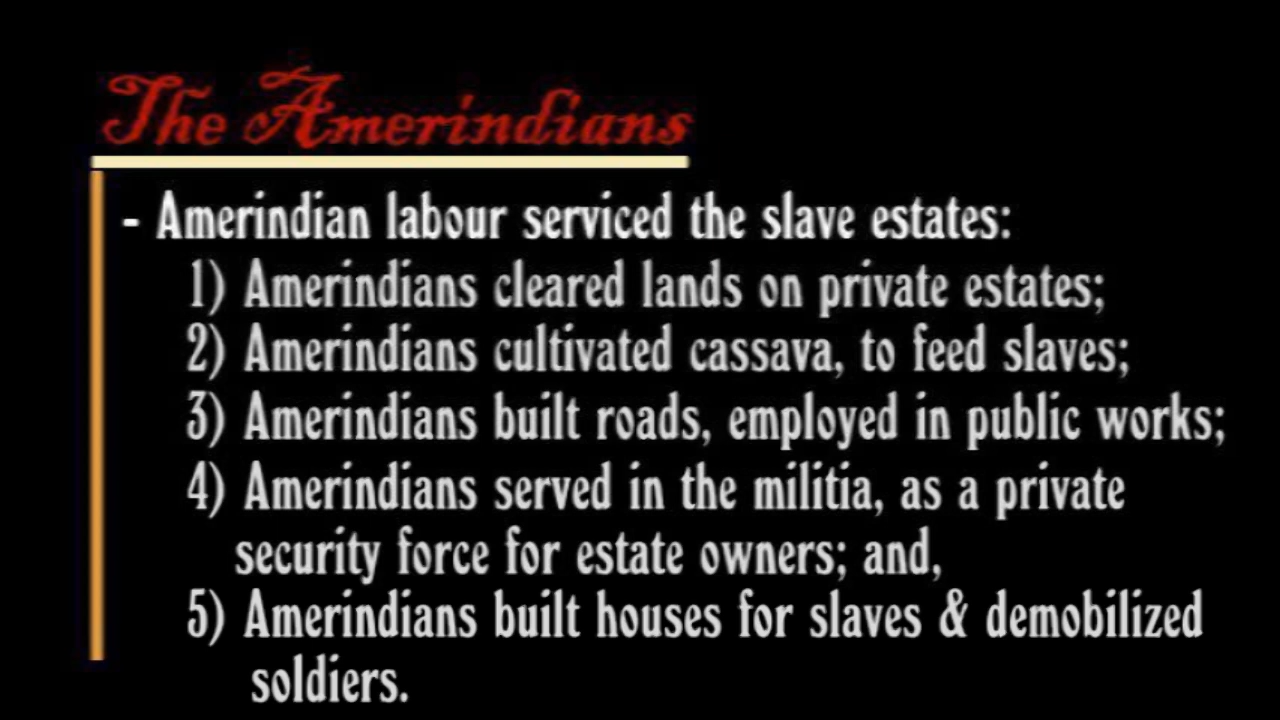 The Amerindians
- Amerindian labour serviced the slave estates:
1) Amerindians cleared lands on private estates;
2) Amerindians cultivated cassava, to feed slaves;
3) Amerindians built roads, employed in public works;
4) Amerindians served in the militia, as a private
security force for estate owners; and,
5) Amerindians built houses for slaves & demobilized
soldiers.